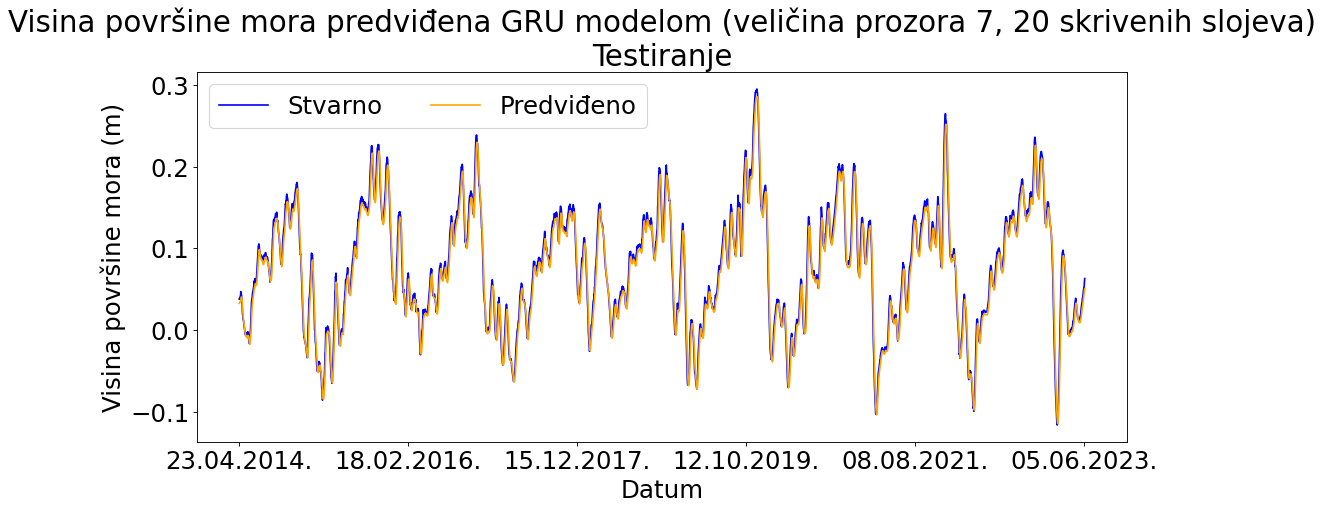 Visina površine mora predviđena GRU modelom (veličina prozora 7, 20 skrivenih slojeva)
Testiranje
Stvarno Predviđeno
Visina površine mora (m)
0.3
0.2
0.1
0.0
−0.1
23.04.2014. 18.02.2016. 15.12.2017. 12.10.2019. 08.08.2021. 05.06.2023.
Datum